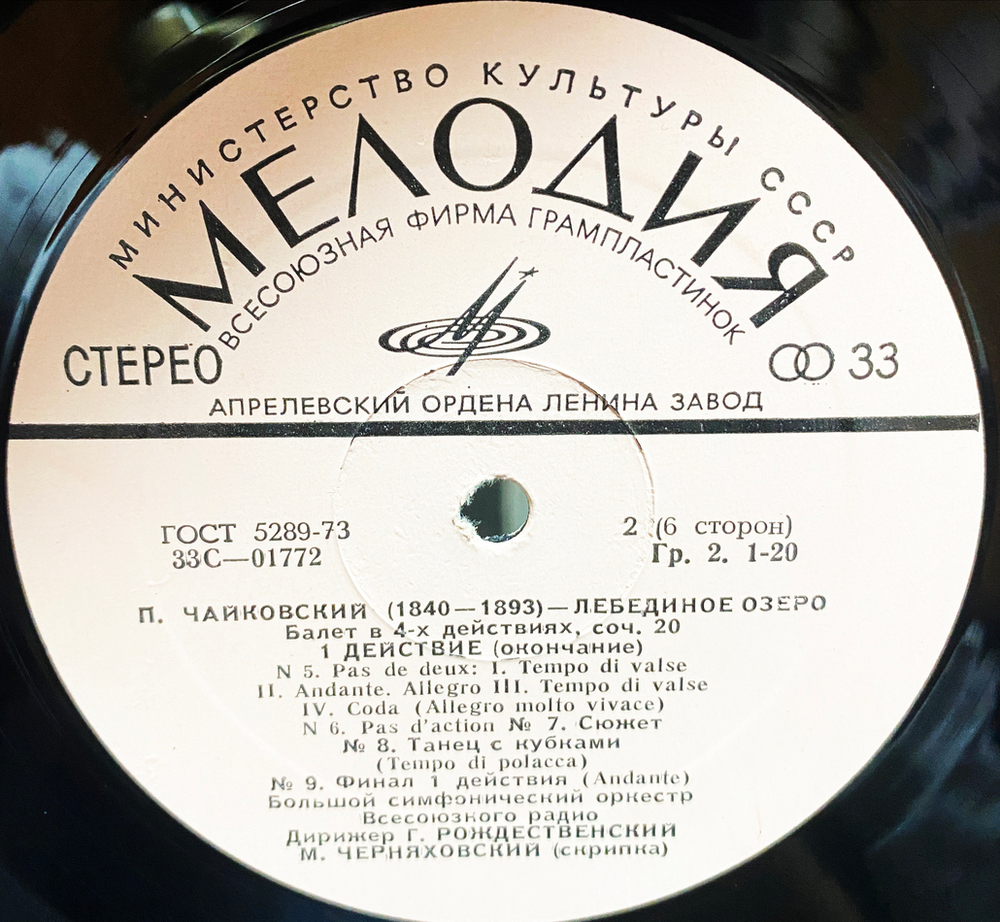 МИНИСТЕРСТВО КУЛЬТУРЫ СССР
МЕЛОДИЯ
ВСЕСОЮЗНАЯ ФИРМА ГРАМПЛАСТИНОК
СТЕРЕО
33
АПРЕЛЕВСКИЙ ОРДЕНА ЛЕНИНА ЗАВОД
ГОСТ 5289-73
2 (6 сторон)
33С—01772
Гр. 2. 1-20
П. ЧАЙКОВСКИЙ (1840—1893)—ЛЕБЕДИНОЕ ОЗЕРО
Балет в 4-х действиях, соч. 20
1 ДЕЙСТВИЕ (окончание)
N 5. Pas de deux: I. Tempo di valse
II. Andante. Allegro III. Tempo di valse
IV. Coda (Allegro molto vivace)
N 6. Pas d'action № 7. Сюжет
№ 8. Танец с кубками
(Tempo di polacca)
№ 9. Финал 1 действия (Andante)
Большой симфонический оркестр
Всесоюзного радио
Дирижер Г. РОЖДЕСТВЕНСКИЙ
М. ЧЕРНЯХОВСКИЙ (скрипка)